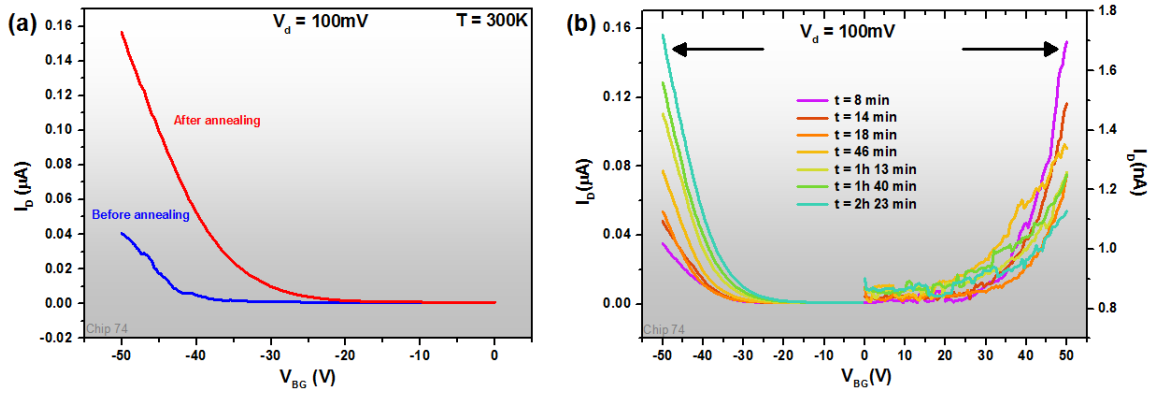 (a)
V_d = 100mV
T = 300K
0.16
0.14
0.12
0.10
0.08
0.06
0.04
0.02
0.00
-0.02
I_D (µA)
After annealing
Before annealing
Chip 74
-50
-40
-30
-20
-10
0
V_BG (V)
(b)
V_d = 100mV
0.16
0.12
0.08
0.04
0.00
I_D (µA)
t = 8 min
t = 14 min
t = 18 min
t = 46 min
t = 1h 13 min
t = 1h 40 min
t = 2h 23 min
1.8
1.6
1.4
1.2
1.0
0.8
I_D(nA)
Chip 74
-50 -40 -30 -20 -10 0 10 20 30 40 50
V_BG(V)